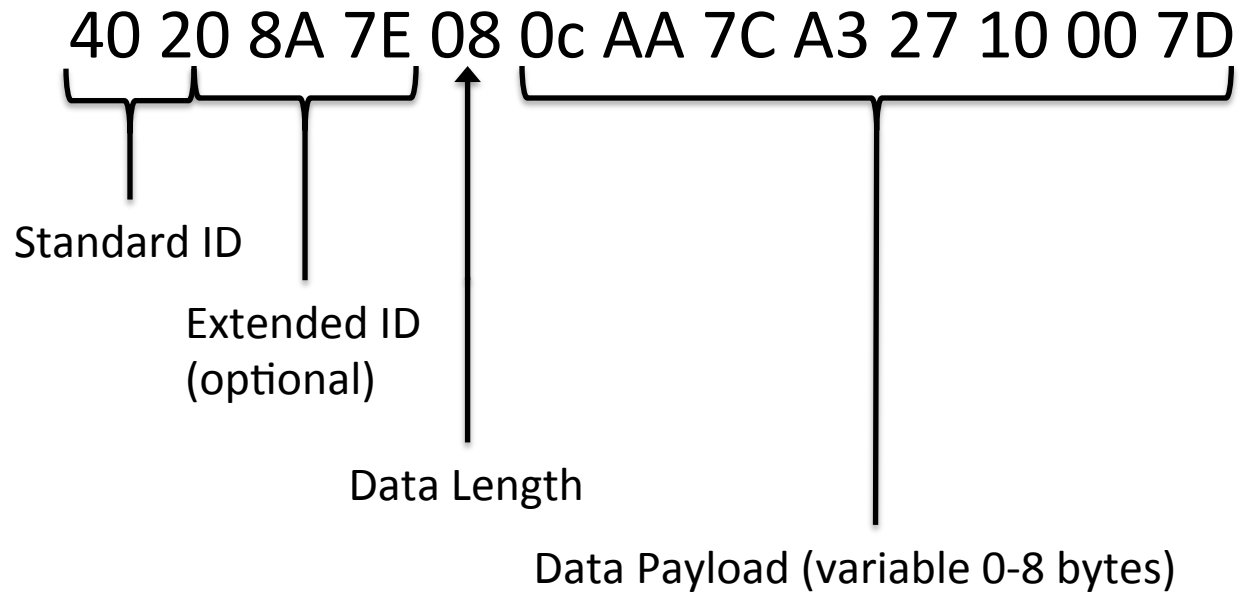 40 20 8A 7E 08 0c AA 7C A3 27 10 00 7D
Standard ID
Extended ID
(optional)
Data Length
Data Payload (variable 0-8 bytes)